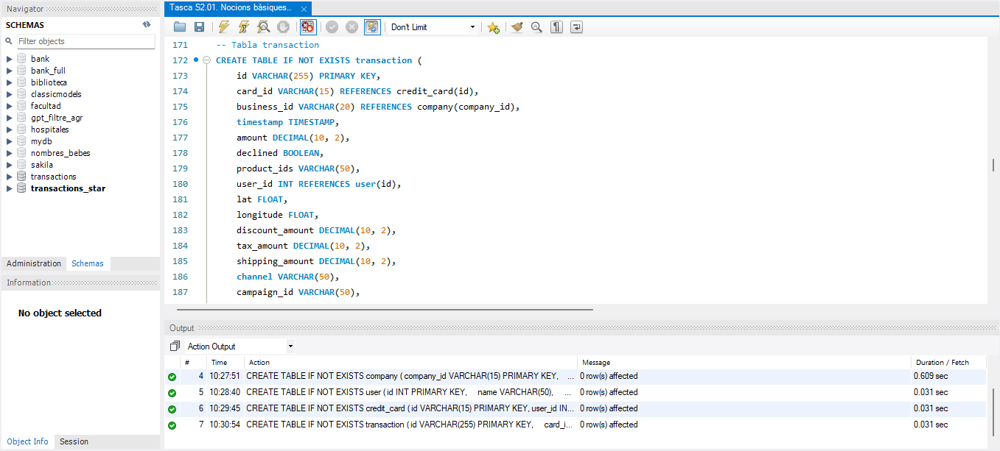 Navigator
SCHEMAS
Filter objects
bank
bank_full
biblioteca
classicmodels
facultad
gpt_filtre_agr
hospitales
mydb
nombres_bebes
sakila
transactions
transactions_star
Administration Schemas
Information
No object selected
Object Info Session
Tasca S2.01. Nocions bàsiques...
Don't Limit
171 -- Tabla transaction
172 CREATE TABLE IF NOT EXISTS transaction (
173 id VARCHAR(255) PRIMARY KEY,
174 card_id VARCHAR(15) REFERENCES credit_card(id),
175 business_id VARCHAR(20) REFERENCES company(company_id),
176 timestamp TIMESTAMP,
177 amount DECIMAL(10, 2),
178 declined BOOLEAN,
179 product_ids VARCHAR(50),
180 user_id INT REFERENCES user(id),
181 lat FLOAT,
182 longitude FLOAT,
183 discount_amount DECIMAL(10, 2),
184 tax_amount DECIMAL(10, 2),
185 shipping_amount DECIMAL(10, 2),
186 channel VARCHAR(50),
187 campaign_id VARCHAR(50),
Output
Action Output
# Time Action Message Duration / Fetch
4 10:27:51 CREATE TABLE IF NOT EXISTS company ( company_id VARCHAR(15) PRIMARY KEY, ... 0 row(s) affected 0.609 sec
5 10:28:40 CREATE TABLE IF NOT EXISTS user ( id INT PRIMARY KEY, name VARCHAR(50), ... 0 row(s) affected 0.031 sec
6 10:29:45 CREATE TABLE IF NOT EXISTS credit_card ( id VARCHAR(15) PRIMARY KEY, user_id IN... 0 row(s) affected 0.031 sec
7 10:30:54 CREATE TABLE IF NOT EXISTS transaction ( id VARCHAR(255) PRIMARY KEY, card_i... 0 row(s) affected 0.031 sec